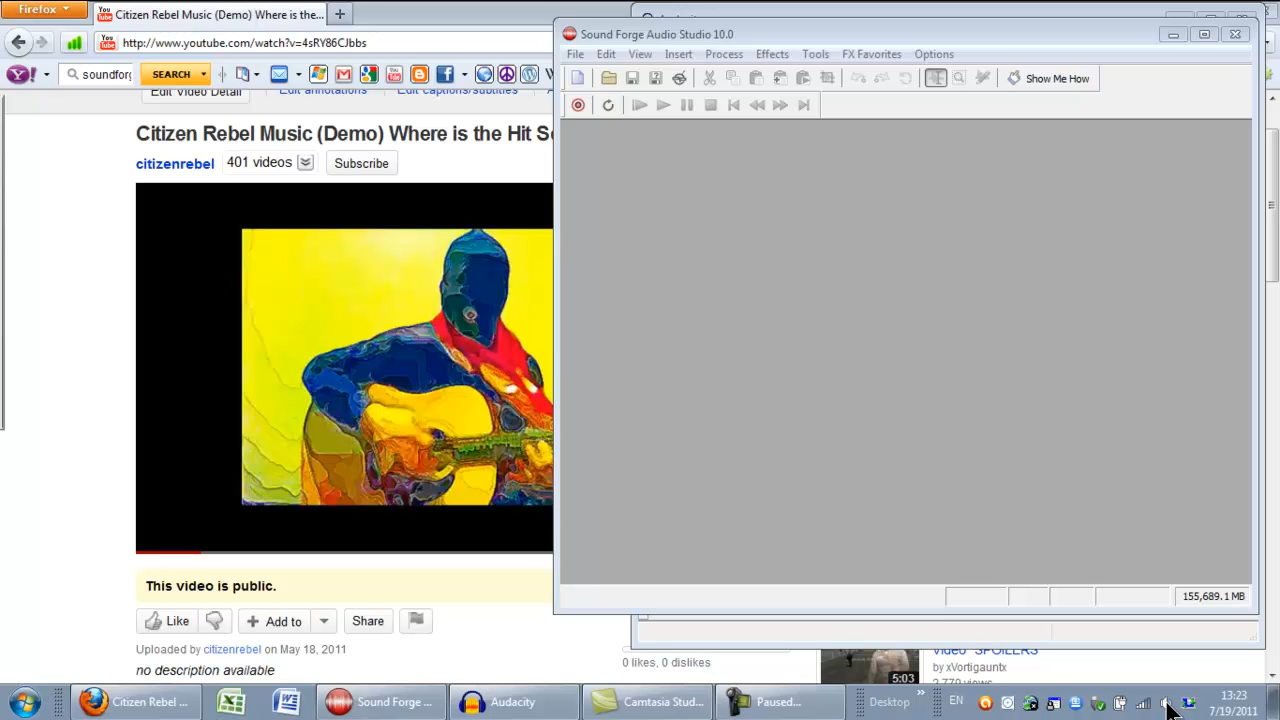 Firefox
Citizen Rebel Music (Demo) Where is the...
http://www.youtube.com/watch?v=4sRY86CJbbs
soundforg
SEARCH
Edit Video Detail
Edit annotations
Edit captions/subtitles
Citizen Rebel Music (Demo) Where is the Hit
citizenrebel
401 videos
Subscribe
Sound Forge Audio Studio 10.0
File Edit View Insert Process Effects Tools FX Favorites Options
Show Me How
155,689.1 MB
This video is public.
Like
Add to
Share
Uploaded by citizenrebel on May 18, 2011
no description available
0 likes, 0 dislikes
Video "SPOILERS"
by xVortigauntx
5:03
Citizen Rebel ...
Sound Forge ...
Audacity
Camtasia Stud...
Paused...
Desktop
EN
13:23
7/19/2011